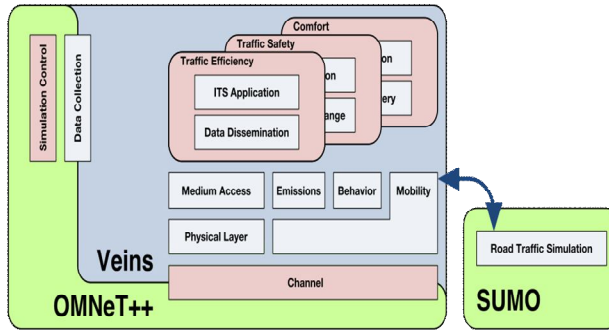 Comfort
Traffic Safety
Traffic Efficiency
ITS Application
Data Dissemination
Simulation Control
Data Collection
Medium Access
Emissions
Behavior
Mobility
Physical Layer
Channel
Veins
OMNeT++
Road Traffic Simulation
SUMO